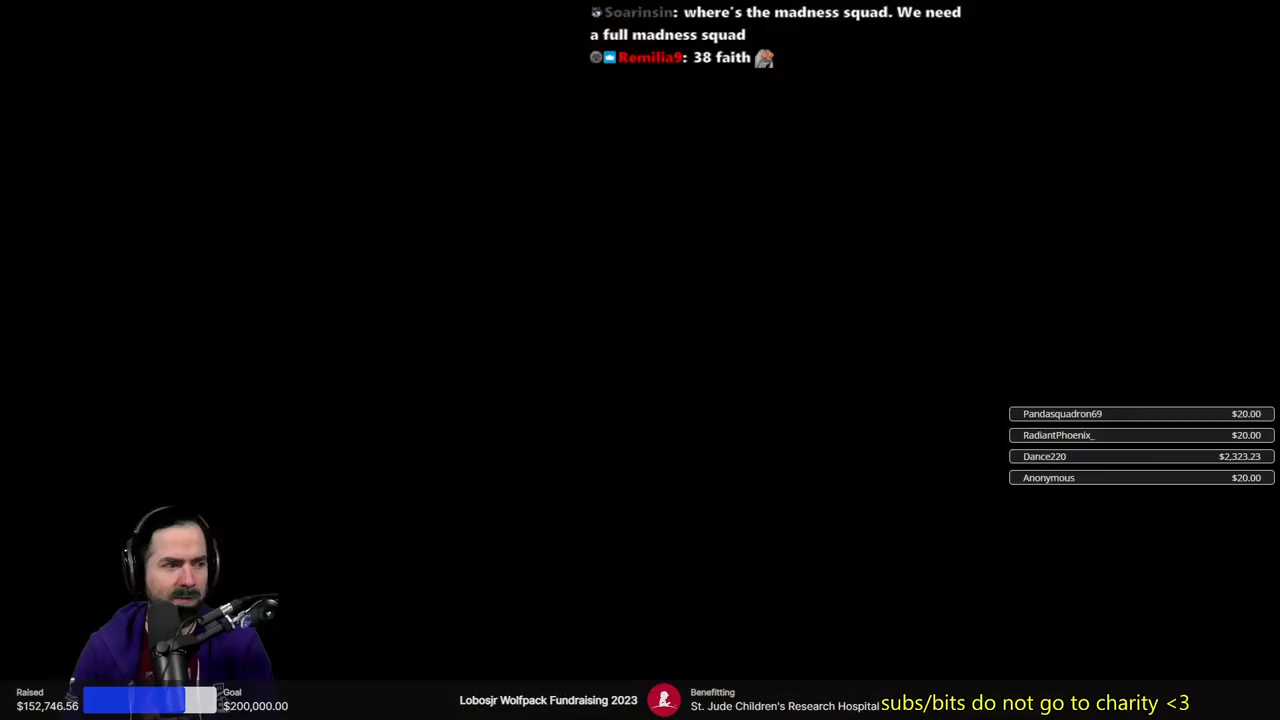 Soarinsin: where's the madness squad. We need
a full madness squad
Remilia9: 38 faith
Pandasquadron69 $20.00
RadiantPhoenix_ $20.00
Dance220 $2,323.23
Anonymous $20.00
Raised
$152,746.56
Goal
$200,000.00
Lobosjr Wolfpack Fundraising 2023
Benefitting
St. Jude Children's Research Hospital
subs/bits do not go to charity <3